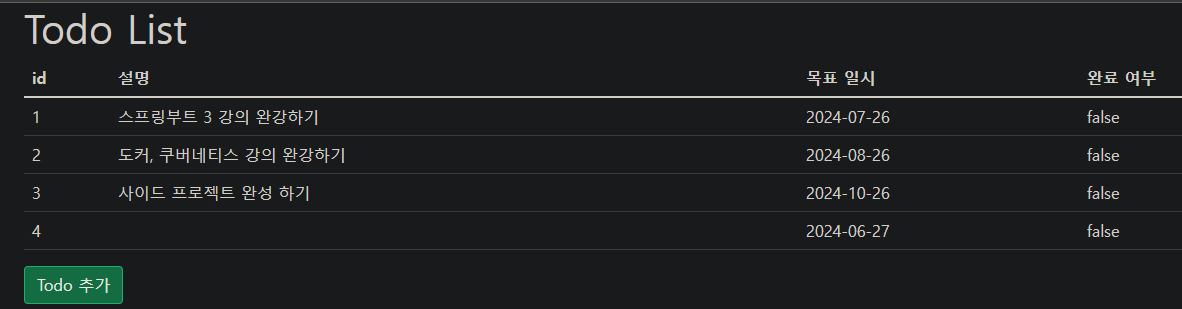 Todo List
id 설명 목표 일시 완료 여부
1 스프링부트 3 강의 완강하기 2024-07-26 false
2 도커, 쿠버네티스 강의 완강하기 2024-08-26 false
3 사이드 프로젝트 완성 하기 2024-10-26 false
4 2024-06-27 false
Todo 추가